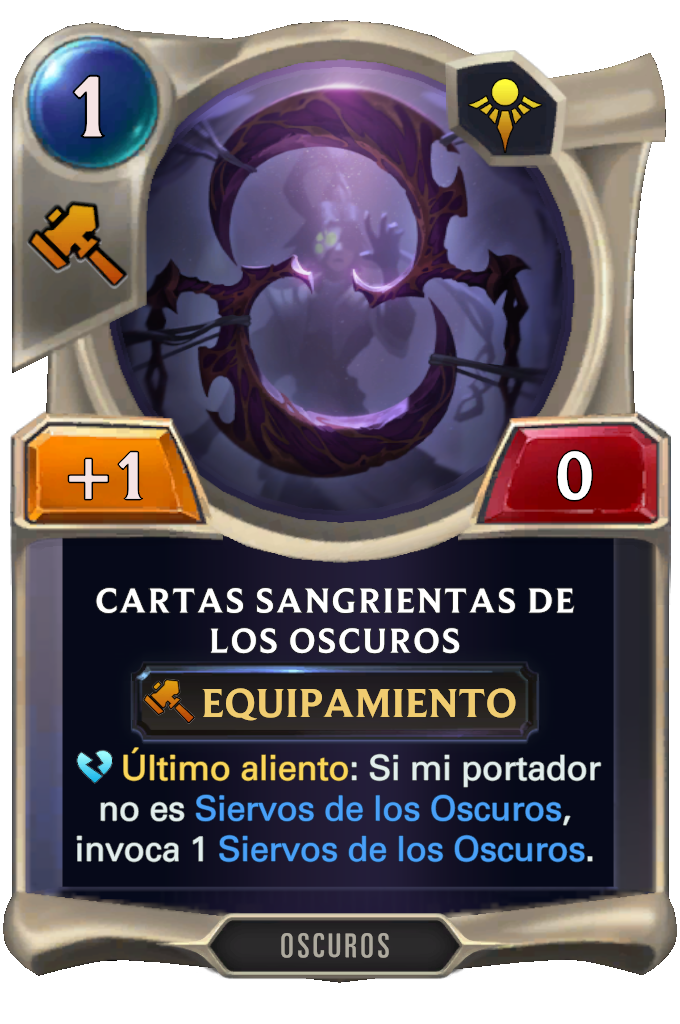 1
+1
0
CARTAS SANGRIENTAS DE
LOS OSCUROS
EQUIPAMIENTO
Último aliento: Si mi portador
no es Siervos de los Oscuros,
invoca 1 Siervos de los Oscuros.
OSCUROS